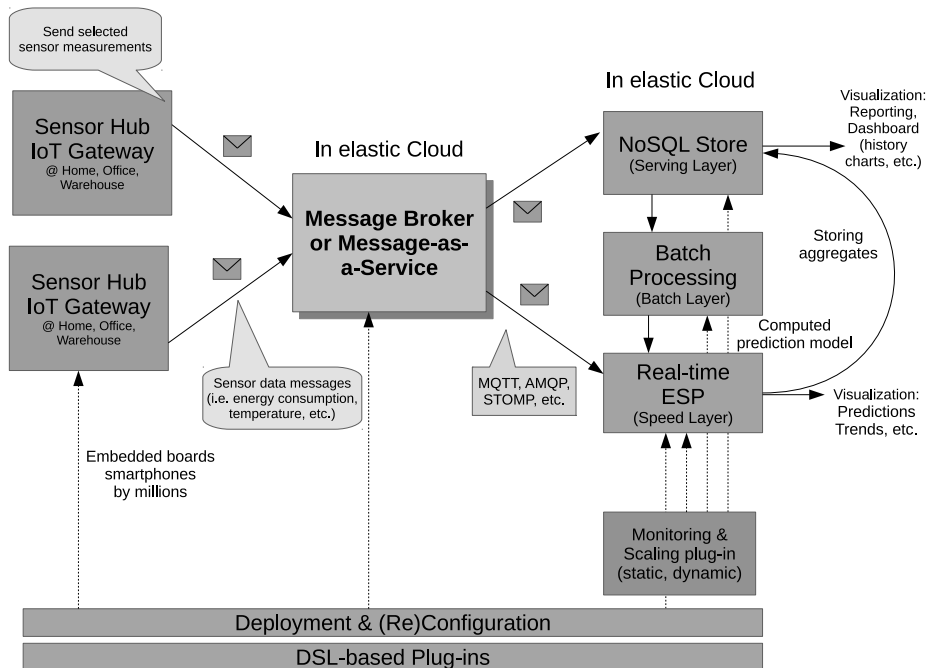 Send selected
sensor measurements
Sensor Hub
IoT Gateway
@ Home, Office,
Warehouse
Sensor Hub
IoT Gateway
@ Home, Office,
Warehouse
In elastic Cloud
Message Broker
or Message-as-
a-Service
Sensor data messages
(i.e. energy consumption,
temperature, etc.)
MQTT, AMQP,
STOMP, etc.
In elastic Cloud
NoSQL Store
(Serving Layer)
Batch
Processing
(Batch Layer)
Real-time
ESP
(Speed Layer)
Visualization:
Reporting,
Dashboard
(history
charts, etc.)
Storing
aggregates
Computed
prediction model
Visualization:
Predictions
Trends, etc.
Embedded boards
smartphones
by millions
Monitoring &
Scaling plug-in
(static, dynamic)
Deployment & (Re)Configuration
DSL-based Plug-ins